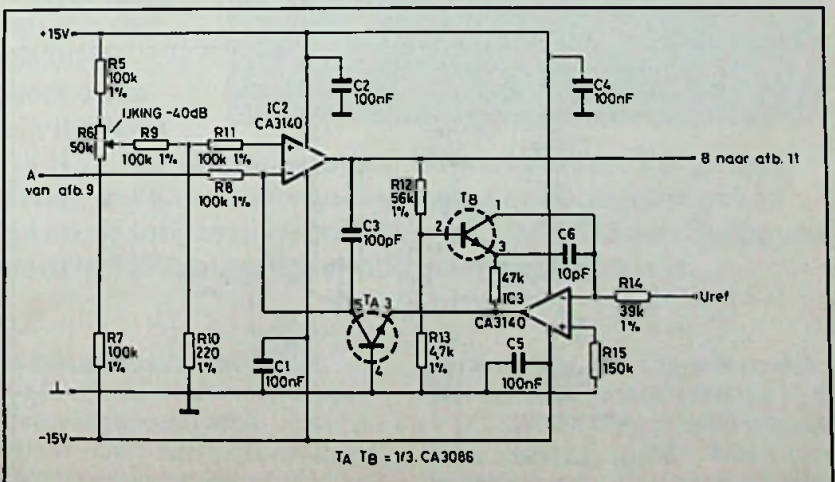 +15V
R5
100k
1%
C2
100nF
C4
100nF
IJKING -40dB
IC2
CA3140
R6
50k
R9
100k 1%
R11
100k 1%
+
-
A
van afb. 9
R8
100k 1%
B naar afb. 11
R12
56k
1%
TB
1
2
3
C3
100pF
C6
10pF
47k
R14
39k
1%
Uref
IC3
CA3140
-
+
5 TA 3
4
R7
100k
1%
R10
220
1%
C1
100nF
R13
4,7k
1%
C5
100nF
R15
150k
⊥
-15V
TA TB = 1/3. CA3086